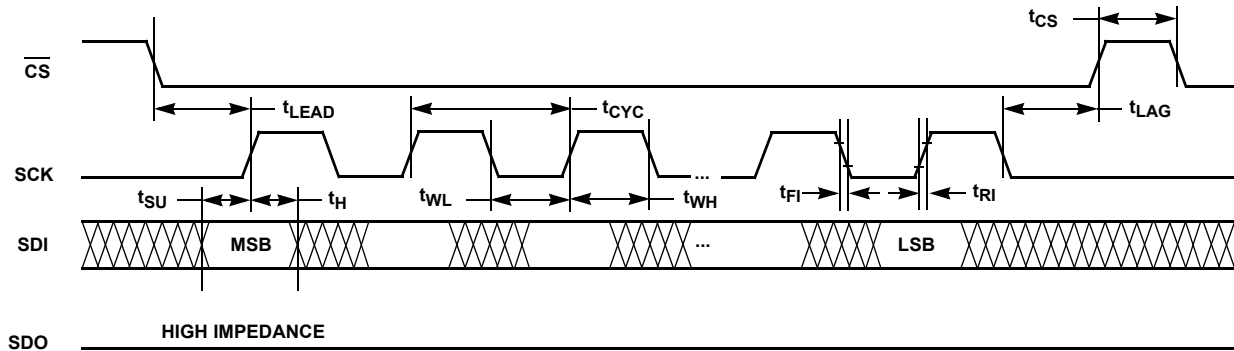 tCS
CS
tLEAD
tCYC
tLAG
SCK
...
tSU
tH
tWL
tWH
tFI
tRI
SDI
MSB
...
LSB
HIGH IMPEDANCE
SDO